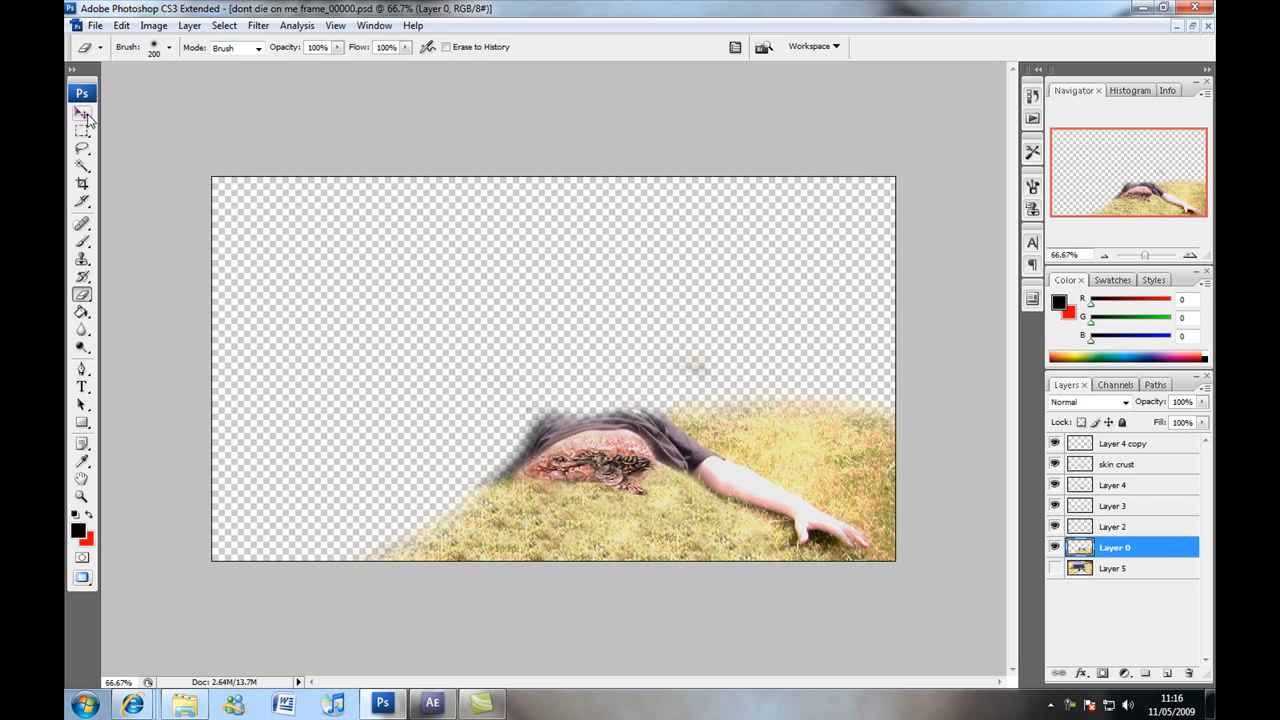 Adobe Photoshop CS3 Extended - [dont die on me frame_00000.psd @ 66.7% (Layer 0, RGB/8#)]
File Edit Image Layer Select Filter Analysis View Window Help
Brush: 200 Mode: Brush Opacity: 100% Flow: 100% Erase to History Workspace
Ps
Navigator × Histogram Info
66.67%
Color × Swatches Styles
R 0
G 0
B 0
Layers × Channels Paths
Normal Opacity: 100%
Lock: Fill: 100%
Layer 4 copy
skin crust
Layer 4
Layer 3
Layer 2
Layer 0
Layer 5
66.67% Doc: 2.64M/13.7M
Ps AE
11:16
11/05/2009